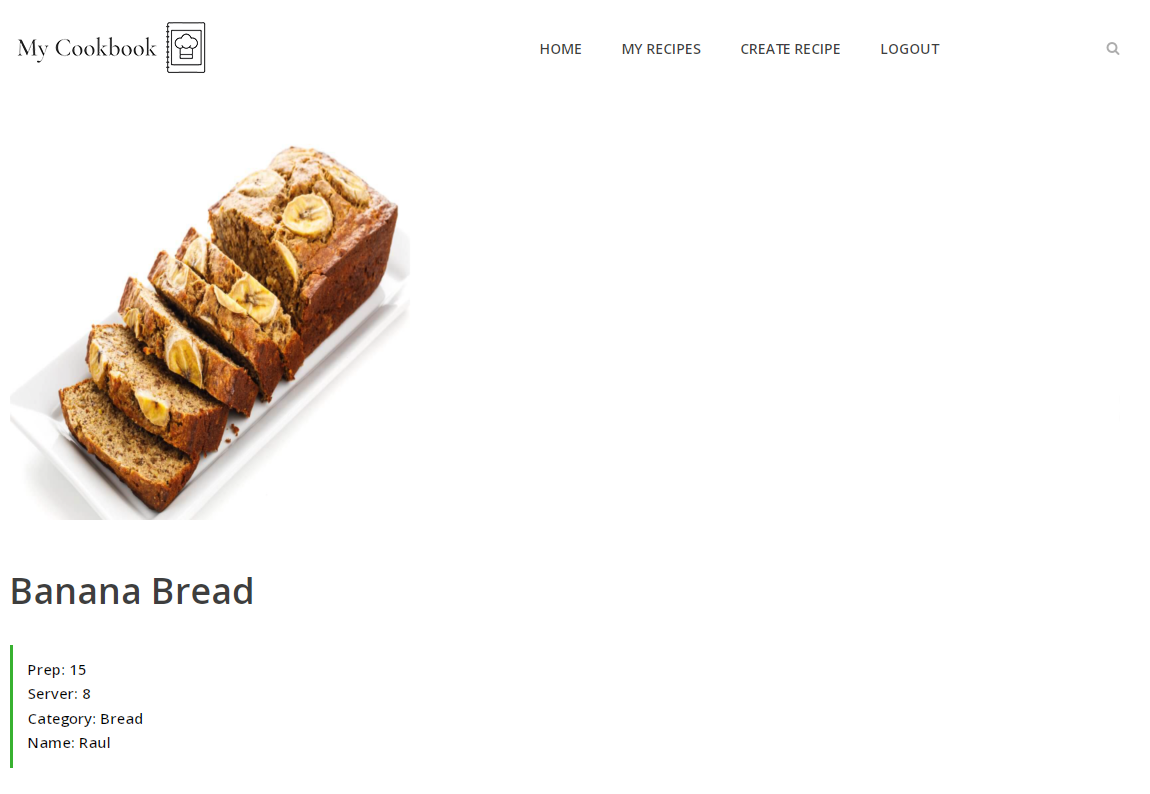 My Cookbook
HOME MY RECIPES CREATE RECIPE LOGOUT
Banana Bread
Prep: 15
Server: 8
Category: Bread
Name: Raul